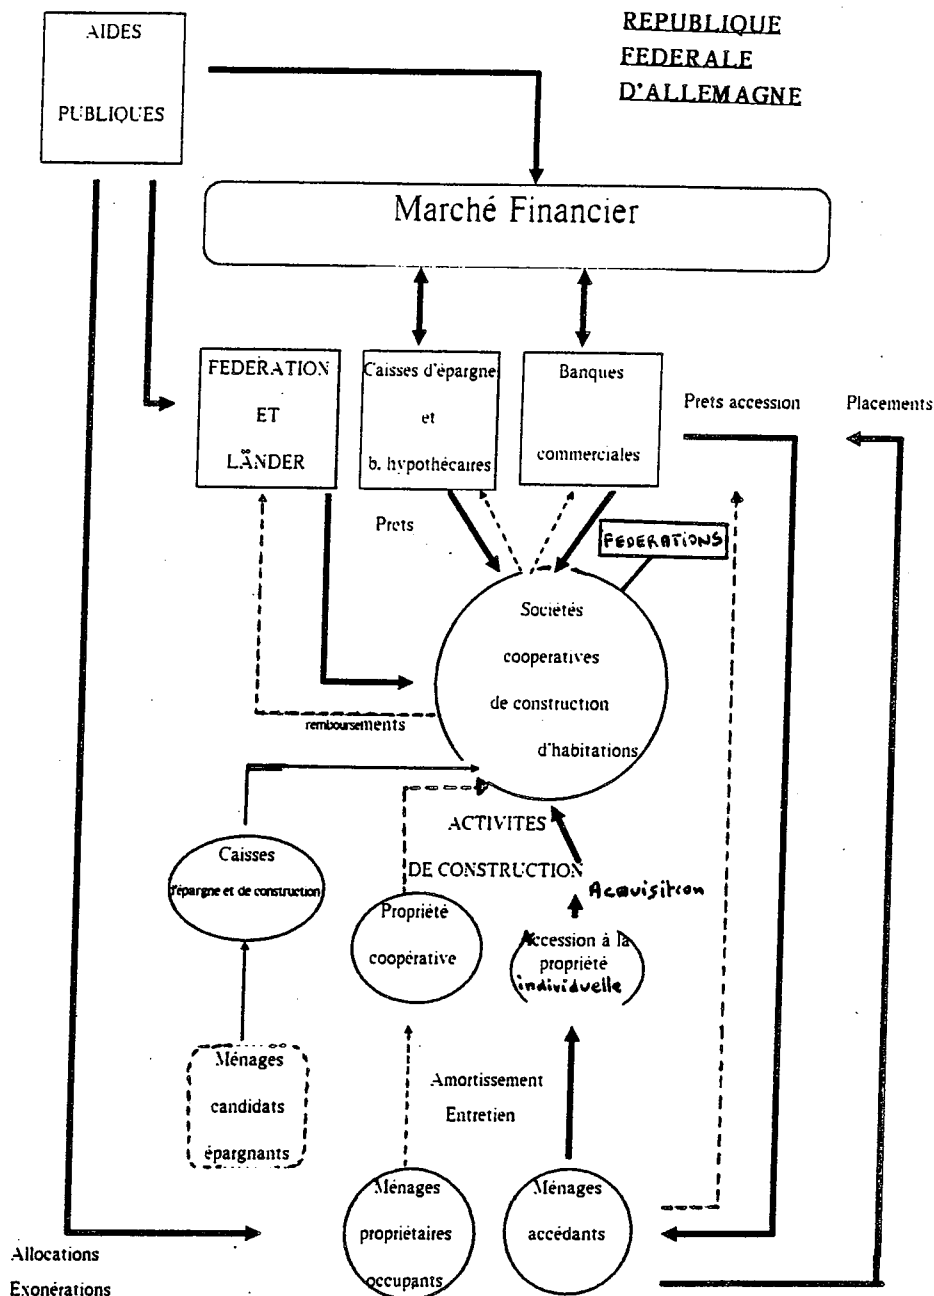 REPUBLIQUE
FEDERALE
D'ALLEMAGNE
AIDES
PUBLIQUES
Marché Financier
FEDERATION
ET
LÄNDER
Caisses d'épargne
et
b. hypothécaires
Banques
commerciales
Prets accession
Placements
Prets
FEDERATIONS
Sociétés
cooperatives
de construction
d'habitations
remboursements
ACTIVITES
DE CONSTRUCTION
Caisses
d'épargne et de construction
Acquisition
Propriété
coopérative
Accession à la
propriété
individuelle
Ménages
candidats
épargnants
Amortissement
Entretien
Ménages
propriétaires
occupants
Ménages
accédants
Allocations
Exonérations